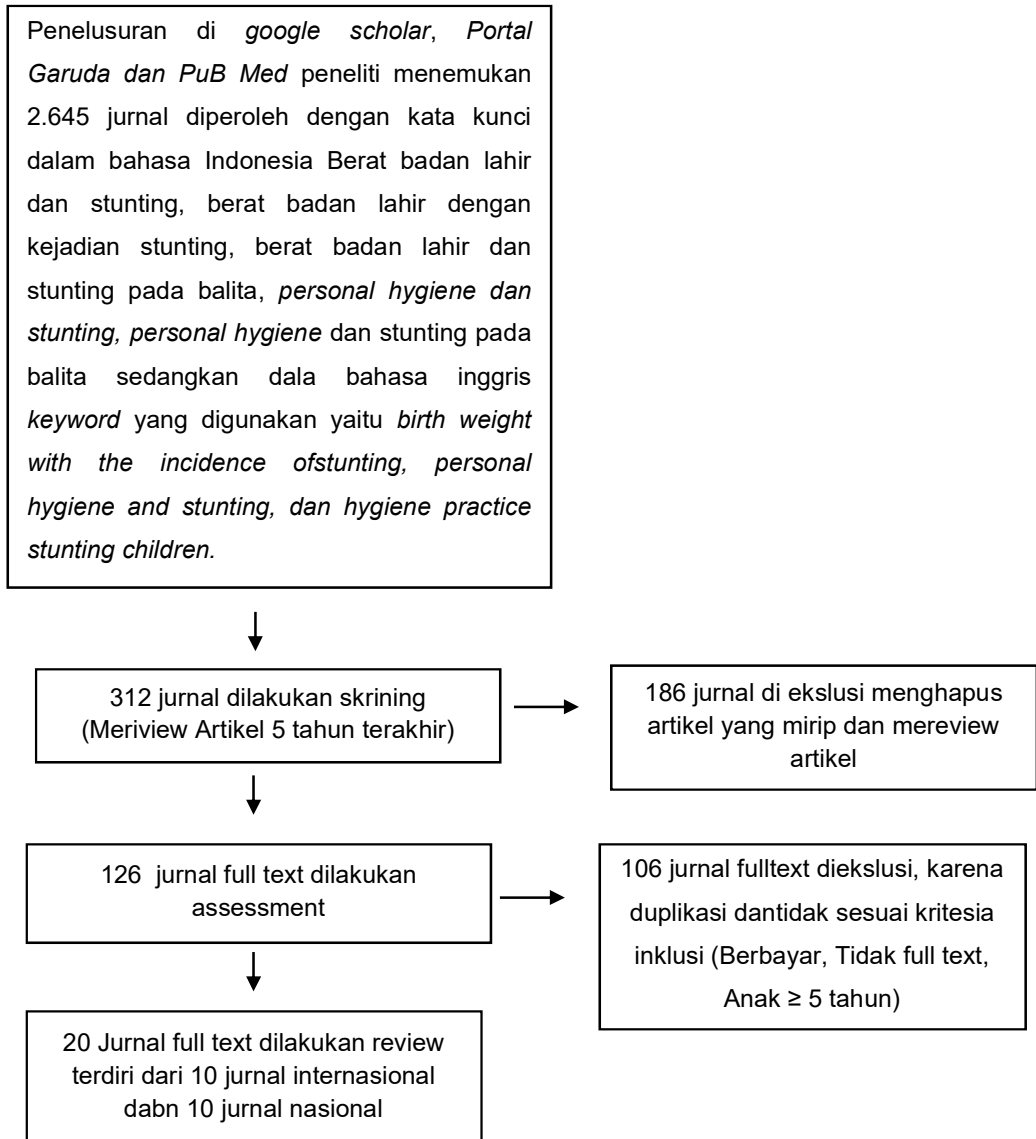 Penelusuran di google scholar, Portal
Garuda dan PuB Med peneliti menemukan
2.645 jurnal diperoleh dengan kata kunci
dalam bahasa Indonesia Berat badan lahir
dan stunting, berat badan lahir dengan
kejadian stunting, berat badan lahir dan
stunting pada balita, personal hygiene dan
stunting, personal hygiene dan stunting pada
balita sedangkan dala bahasa inggris
keyword yang digunakan yaitu birth weight
with the incidence ofstunting, personal
hygiene and stunting, dan hygiene practice
stunting children.
312 jurnal dilakukan skrining
(Meriview Artikel 5 tahun terakhir)
186 jurnal di ekslusi menghapus
artikel yang mirip dan mereview
artikel
126 jurnal full text dilakukan
assessment
106 jurnal fulltext diekslusi, karena
duplikasi dantidak sesuai kritesia
inklusi (Berbayar, Tidak full text,
Anak ≥ 5 tahun)
20 Jurnal full text dilakukan review
terdiri dari 10 jurnal internasional
dabn 10 jurnal nasional